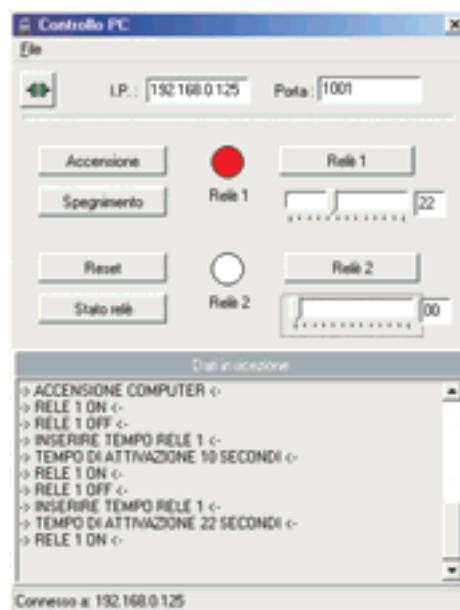 Controllo PC
File
I.P. : 192.168.0.125 Porta : 1001
Accensione Relè 1
Relè 1
Spegnimento 22
Reset Relè 2
Relè 2
Stato relè 00
Dati in ricezione
-> ACCENSIONE COMPUTER <-
-> RELE 1 ON <-
-> RELE 1 OFF <-
-> INSERIRE TEMPO RELE 1 <-
-> TEMPO DI ATTIVAZIONE 10 SECONDI <-
-> RELE 1 ON <-
-> RELE 1 OFF <-
-> INSERIRE TEMPO RELE 1 <-
-> TEMPO DI ATTIVAZIONE 22 SECONDI <-
-> RELE 1 ON <-
Connesso a: 192.168.0.125